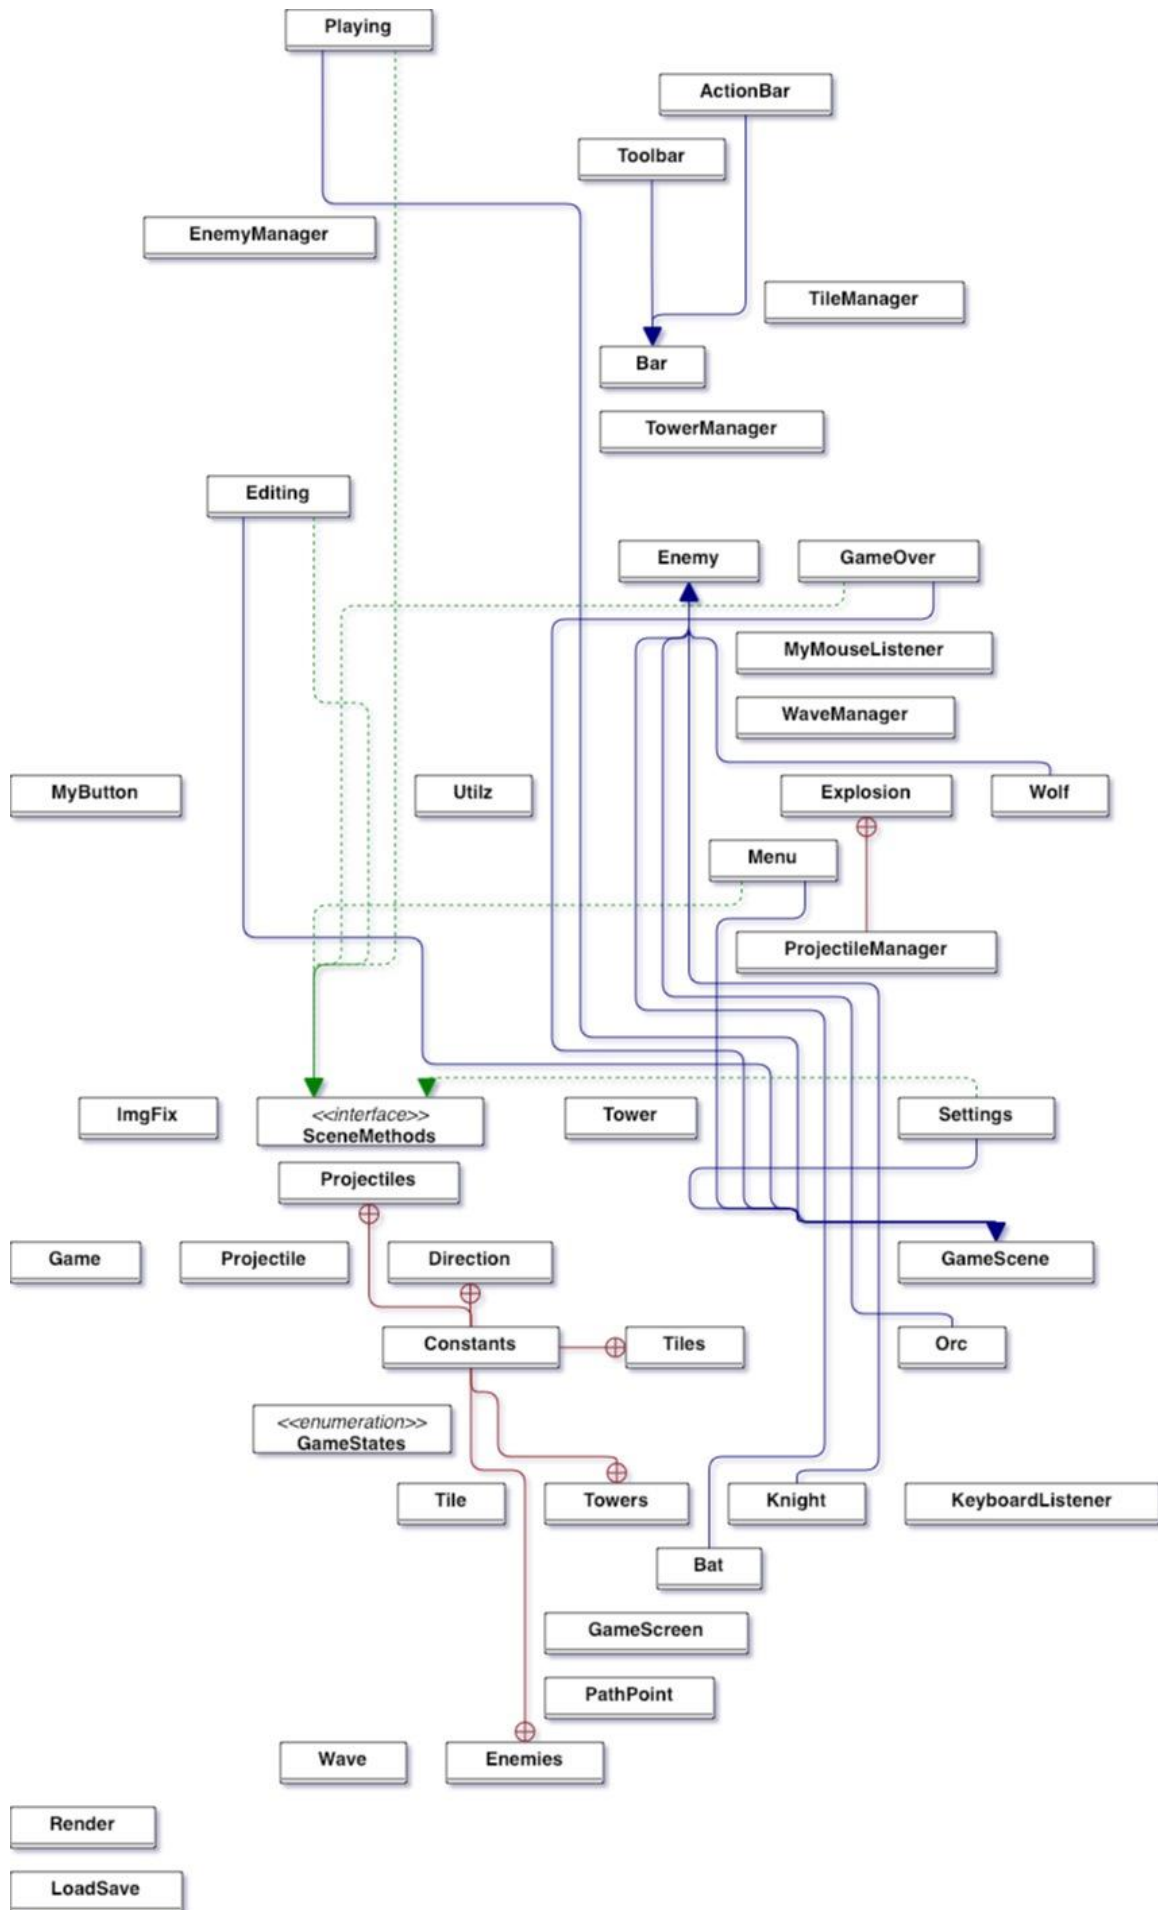 Playing
ActionBar
Toolbar
EnemyManager
TileManager
Bar
TowerManager
Editing
Enemy
GameOver
MyMouseListener
WaveManager
MyButton
Utilz
Explosion
Wolf
Menu
ProjectileManager
ImgFix
<<interface>>
SceneMethods
Tower
Settings
Projectiles
Game
Projectile
Direction
GameScene
Constants
Tiles
Orc
<<enumeration>>
GameStates
Tile
Towers
Knight
KeyboardListener
Bat
GameScreen
PathPoint
Wave
Enemies
Render
LoadSave